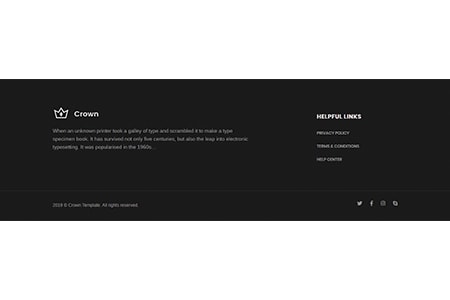 Crown
When an unknown printer took a galley of type and scrambled it to make a type
specimen book. It has survived not only five centuries, but also the leap into electronic
typesetting. It was popularised in the 1960s...
HELPFUL LINKS
PRIVACY POLICY
TERMS & CONDITIONS
HELP CENTER
2019 © Crown Template. All rights reserved.